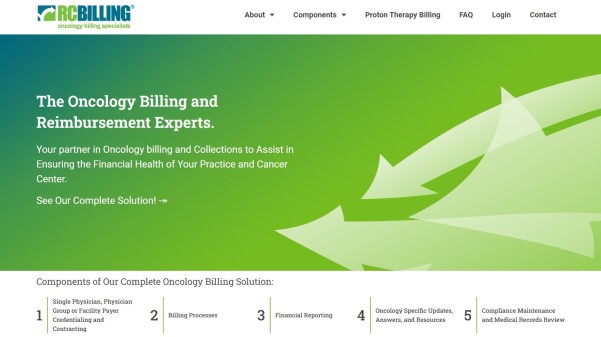 RCBILLING®
oncology billing specialists
About Components Proton Therapy Billing FAQ Login Contact
The Oncology Billing and
Reimbursement Experts.
Your partner in Oncology billing and Collections to Assist in
Ensuring the Financial Health of Your Practice and Cancer
Center.
See Our Complete Solution! ↠
Components of Our Complete Oncology Billing Solution:
1
Single Physician, Physician
Group or Facility Payer
Credentialing and
Contracting
2
Billing Processes
3
Financial Reporting
4
Oncology Specific Updates,
Answers, and Resources
5
Compliance Maintenance
and Medical Records Review